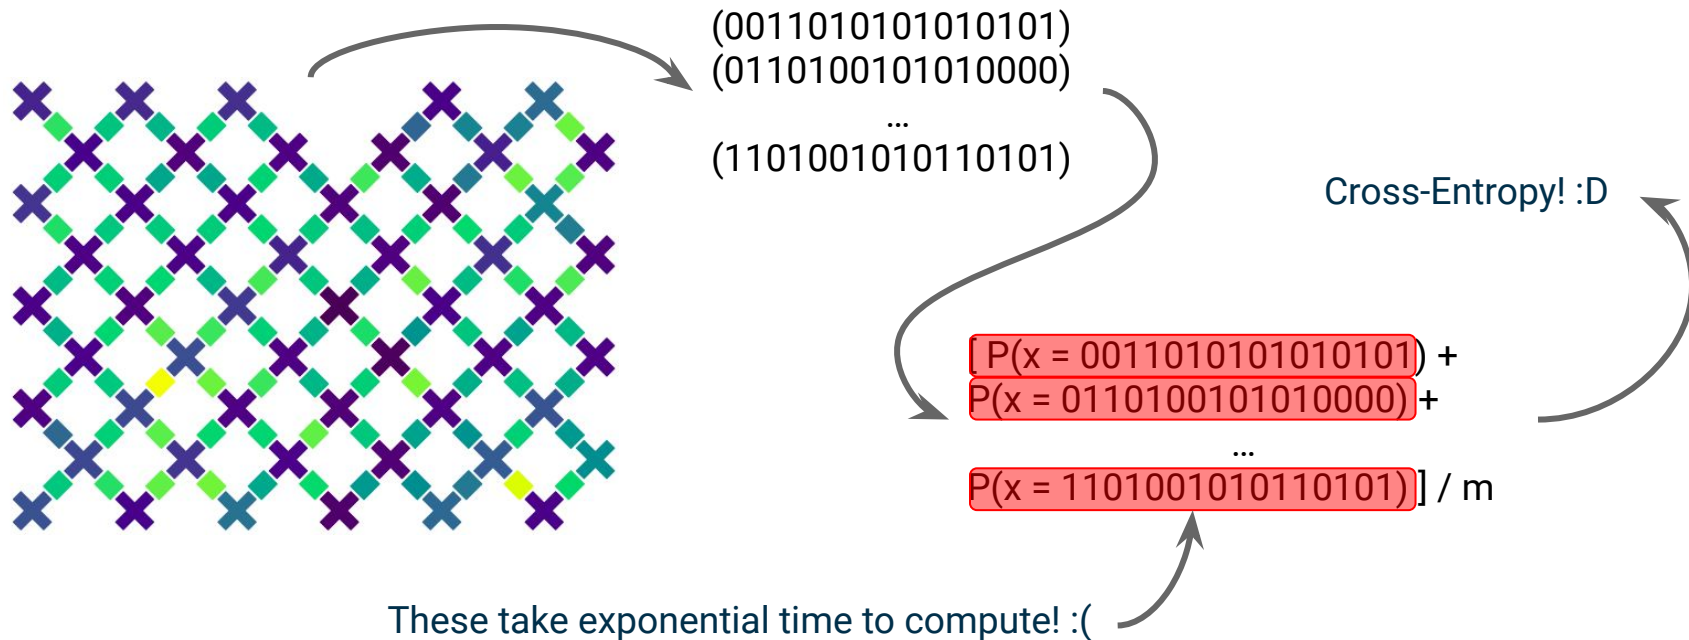 (0011010101010101)
(0110100101010000)
...
(1101001010110101)
Cross-Entropy! :D
[ P(x = 0011010101010101) +
P(x = 0110100101010000) +
...
P(x = 1101001010110101) ] / m
These take exponential time to compute! :(